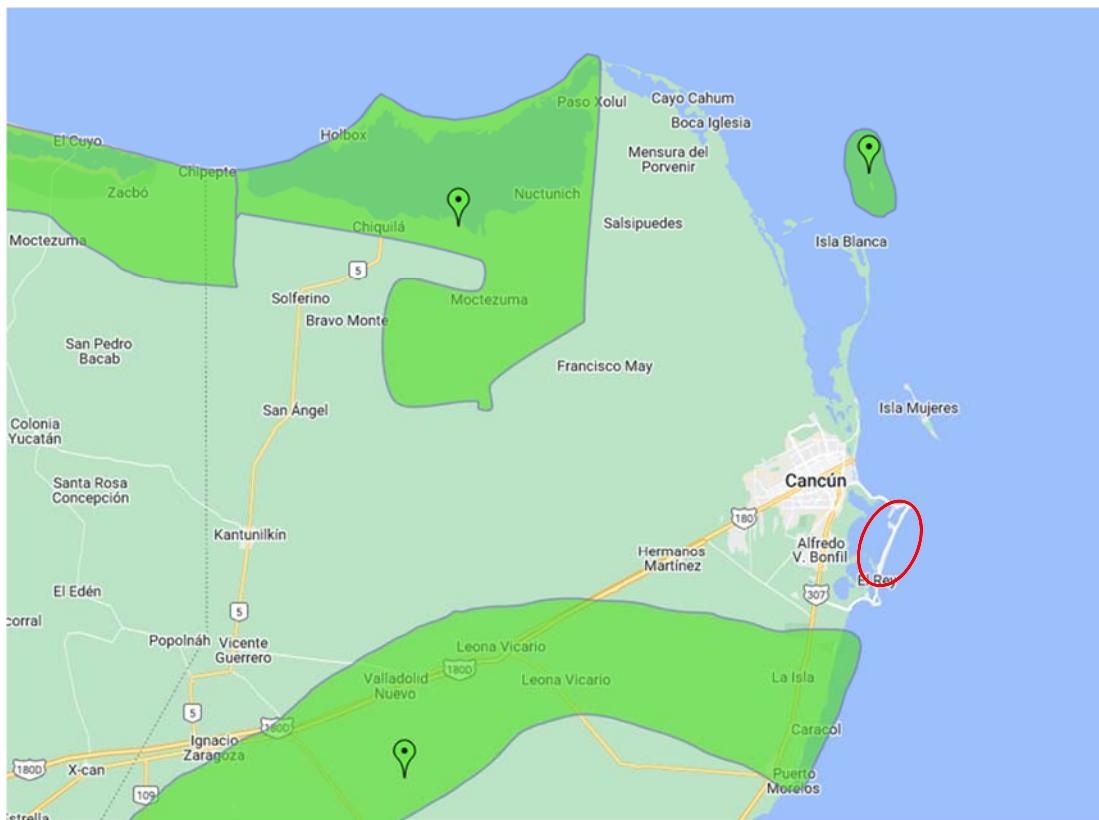 Cayo Cahum
Paso Xolul
Boca Iglesia
Holbox
El Cuyo
Mensura del
Porvenir
Chipepte
Zacbó
Nuctunich
Salsipuedes
Chiquilá
Moctezuma
Isla Blanca
5
Solferino
Moctezuma
Bravo Monte
San Pedro
Bacab
Francisco May
San Ángel
Isla Mujeres
Colonia
Yucatán
Cancún
Santa Rosa
Concepción
180
Kantunilkín
Hermanos
Martínez
Alfredo
V. Bonfil
El Rey
El Edén
307
5
corral
Popolnáh
Vicente
Guerrero
Leona Vicario
180D
Valladolid
Nuevo
Leona Vicario
La Isla
5
180D
Caracol
Ignacio
Zaragoza
180D
X-can
Puerto
Morelos
109
Estrella